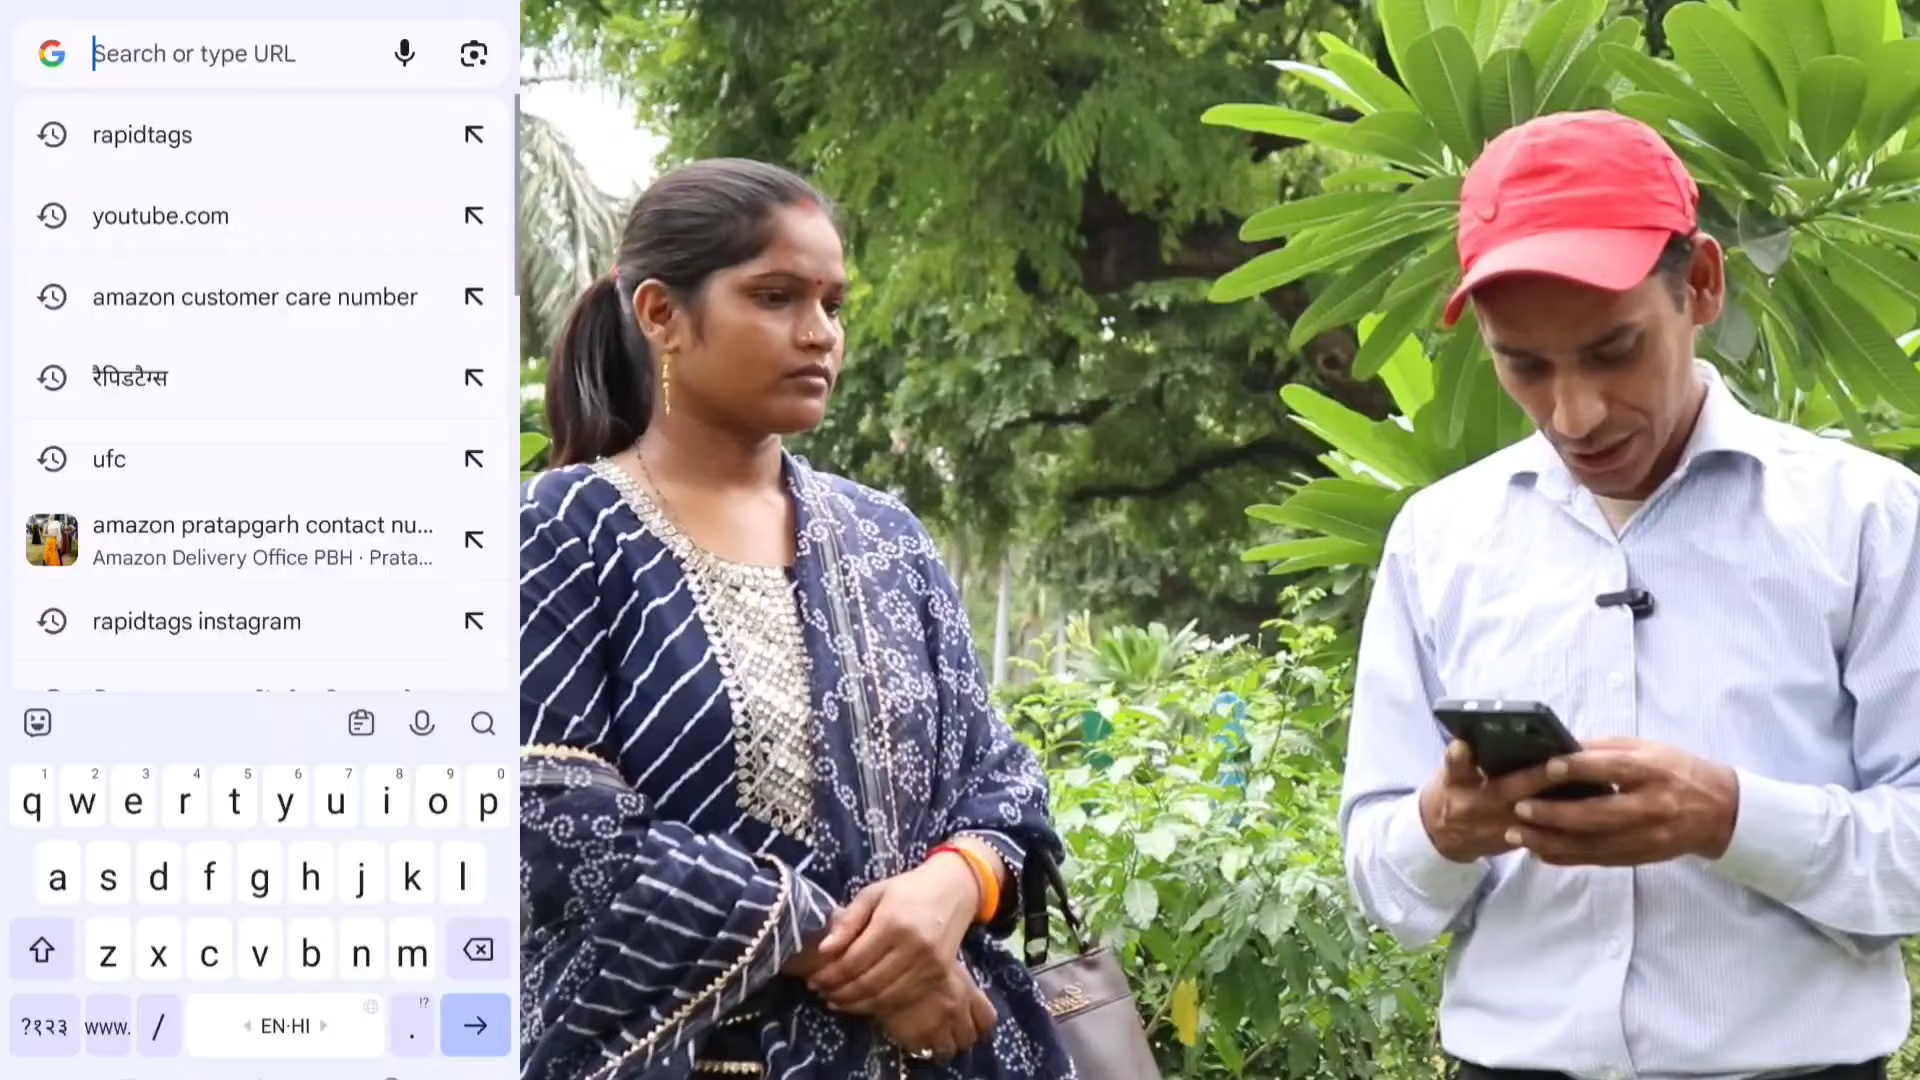 Search or type URL
rapidtags
youtube.com
amazon customer care number
रैपिडटैग्स
ufc
amazon pratapgarh contact nu...
Amazon Delivery Office PBH · Prata...
rapidtags instagram
1 2 3 4 5 6 7 8 9 0
q w e r t y u i o p
a s d f g h j k l
z x c v b n m
!?
?१२३ www. / EN·HI .